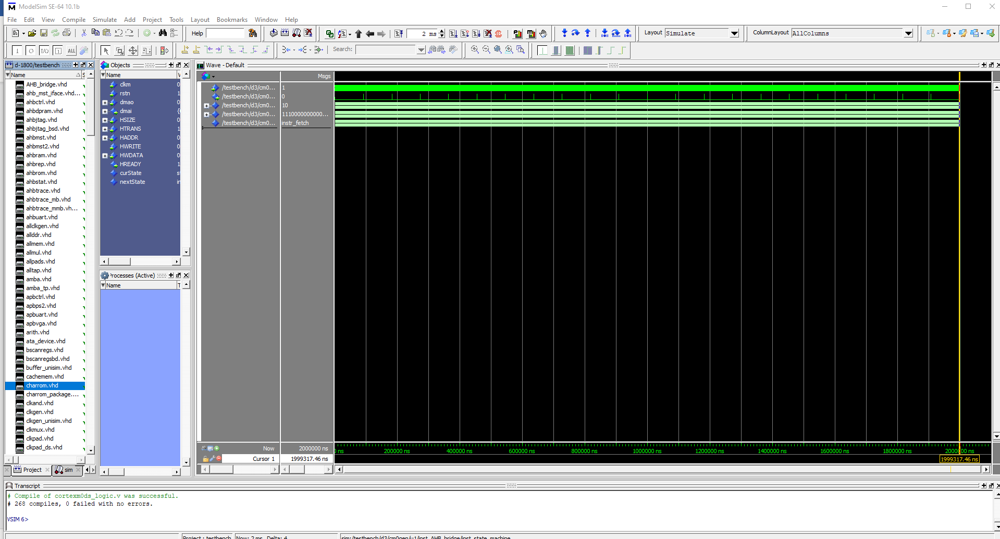 ModelSim SE-64 10.1b
File Edit View Compile Simulate Add Project Tools Layout Bookmarks Window Help
Help
2 ms
Layout Simulate
ColumnLayout AllColumns
Search:
d-1800/testbench
Name
AHB_bridge.vhd
ahb_mst_iface.vhd...
ahbctrl.vhd
ahbdpram.vhd
ahbjtag.vhd
ahbjtag_bsd.vhd
ahbmst.vhd
ahbmst2.vhd
ahbram.vhd
ahbrep.vhd
ahbrom.vhd
ahbstat.vhd
ahbtrace.vhd
ahbtrace_mb.vhd
ahbtrace_mmb.vh...
ahbuart.vhd
allclkgen.vhd
allddr.vhd
allmem.vhd
allmul.vhd
allpads.vhd
alltap.vhd
amba.vhd
amba_tp.vhd
apbctrl.vhd
apbps2.vhd
apbuart.vhd
apbvga.vhd
arith.vhd
ata_device.vhd
bscanregs.vhd
bscanregsbd.vhd
buffer_unisim.vhd
cachemem.vhd
charrom.vhd
charrom_package....
clkand.vhd
clkgen.vhd
clkgen_unisim.vhd
clkmux.vhd
clkpad.vhd
clkpad_ds.vhd
Project sim
Objects
Name
clkm 0
rstn 1
dmao 0
dmai
HSIZE 0
HTRANS 1
HADDR 0
HWRITE 0
HWDATA 0
HREADY 1
curState
nextState
Processes (Active)
Name
Wave - Default
Msgs
/testbench/d3/cm0... 1
/testbench/d3/cm0... 0
/testbench/d3/cm0... 10
/testbench/d3/cm0... 1110000000000...
/testbench/d3/cm0... instr_fetch
Now 2000000 ns
Cursor 1 1999317.46 ns
ns 200000 ns 400000 ns 600000 ns 800000 ns 1000000 ns 1200000 ns 1400000 ns 1600000 ns 1800000 ns 2000000 ns
1999317.46 ns
Transcript
# Compile of cortexm0ds_logic.v was successful.
# 268 compiles, 0 failed with no errors.
VSIM 6>
Project : testbench Now: 2 ms Delta: 4 sim:/testbench/d3/cm0gen/u1/inst_AHB_bridge/inst_state_machine